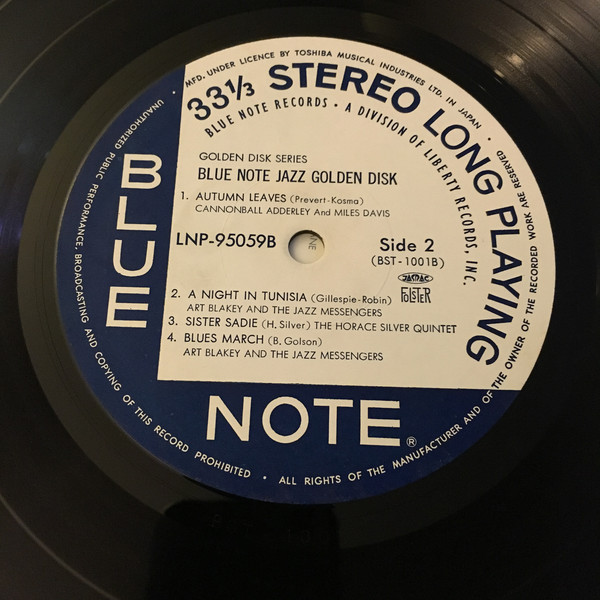 MFD. UNDER LICENCE BY TOSHIBA MUSICAL INDUSTRIES LTD. IN JAPAN •
33⅓ STEREO LONG PLAYING
BLUE NOTE RECORDS • A DIVISION OF LIBERTY RECORDS, INC.
GOLDEN DISK SERIES
BLUE NOTE JAZZ GOLDEN DISK
1. AUTUMN LEAVES (Prevert-Kosma)
CANNONBALL ADDERLEY And MILES DAVIS
LNP-95059B
NE
Side 2
(BST-1001B)
JASRAC
FOLSTER
2. A NIGHT IN TUNISIA (Gillespie-Robin)
ART BLAKEY AND THE JAZZ MESSENGERS
3. SISTER SADIE (H. Silver) THE HORACE SILVER QUINTET
4. BLUES MARCH (B. Golson)
ART BLAKEY AND THE JAZZ MESSENGERS
BLUE
NOTE®
UNAUTHORIZED PUBLIC PERFORMANCE, BROADCASTING AND COPYING OF THIS RECORD PROHIBITED • ALL RIGHTS OF THE MANUFACTURER AND OF THE OWNER OF THE RECORDED WORK ARE RESERVED